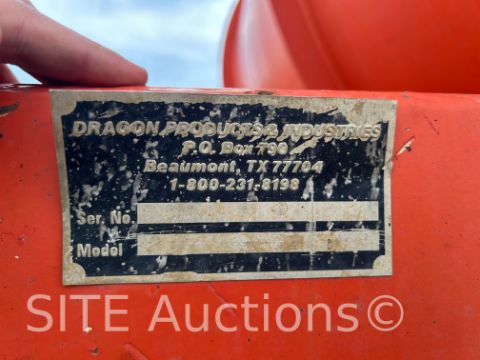 DRAGON PRODUCTS & INDUSTRIES
P.O. Box 790
Beaumont, TX 77704
1-800-231-8198
Ser. No.
Model
SITE Auctions©